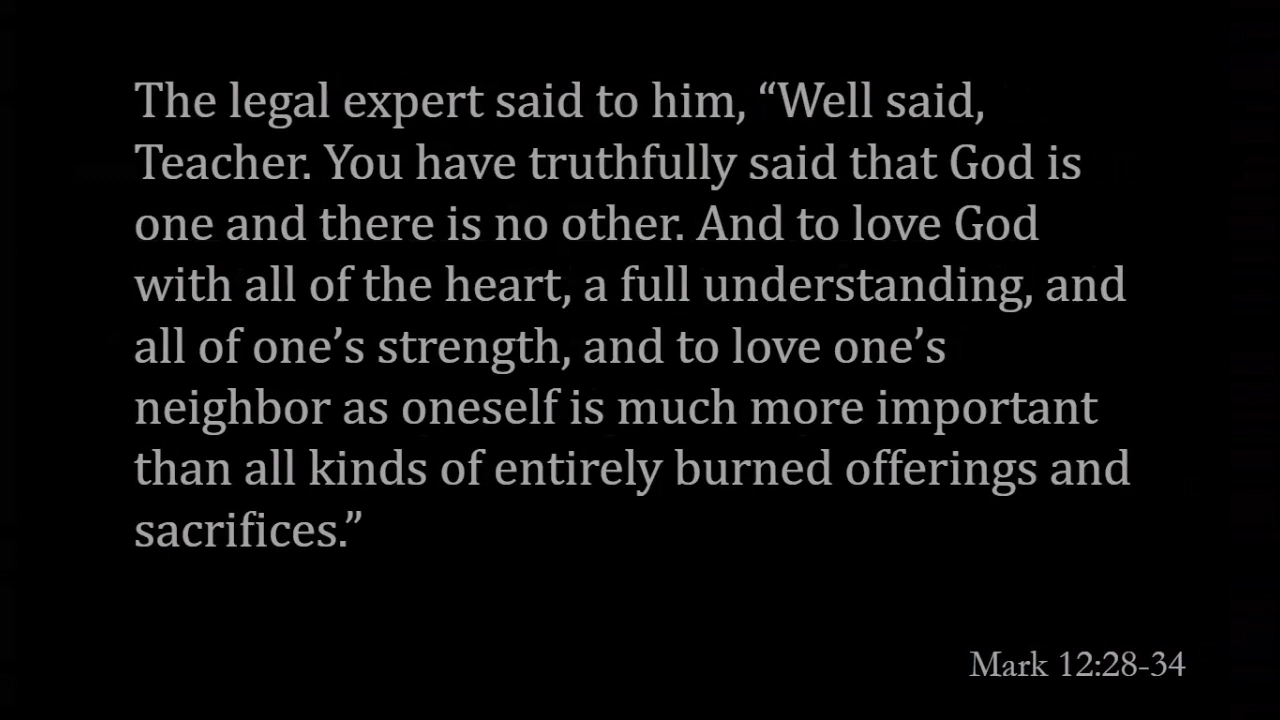 The legal expert said to him, “Well said,
Teacher. You have truthfully said that God is
one and there is no other. And to love God
with all of the heart, a full understanding, and
all of one’s strength, and to love one’s
neighbor as oneself is much more important
than all kinds of entirely burned offerings and
sacrifices.”
Mark 12:28-34